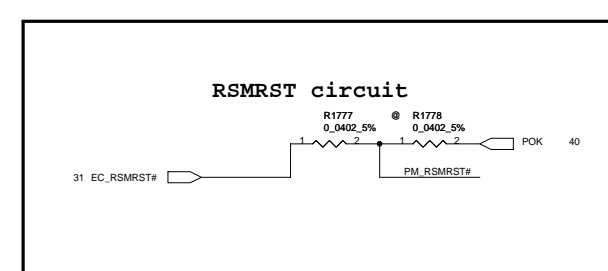 RSMRST circuit
R1777 @ R1778
0_0402_5% 0_0402_5%
1 2 1 2 POK 40
31 EC_RSMRST# PM_RSMRST#